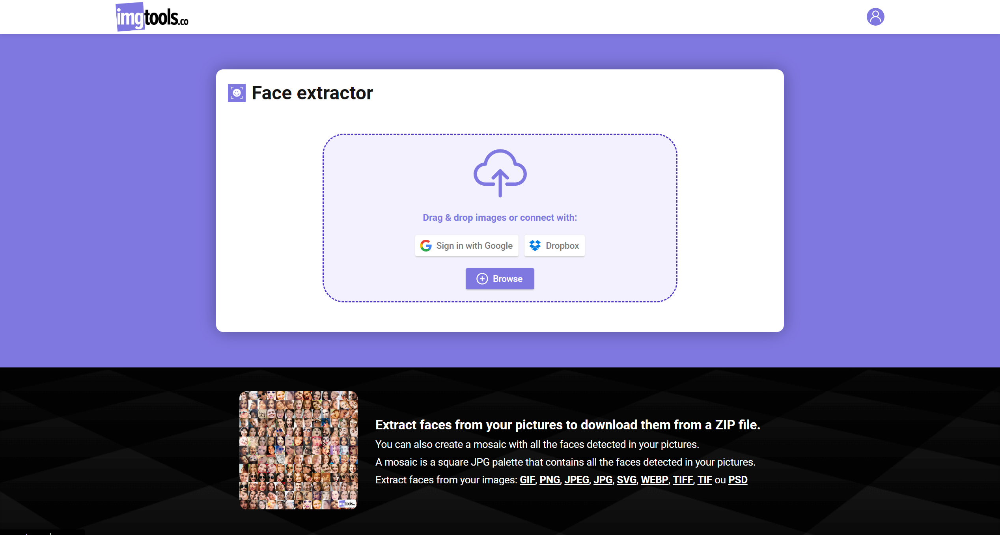 imgtools.co
Face extractor
Drag & drop images or connect with:
Sign in with Google
Dropbox
Browse
Extract faces from your pictures to download them from a ZIP file.
You can also create a mosaic with all the faces detected in your pictures.
A mosaic is a square JPG palette that contains all the faces detected in your pictures.
Extract faces from your images: GIF, PNG, JPEG, JPG, SVG, WEBP, TIFF, TIF ou PSD
imgtools.co